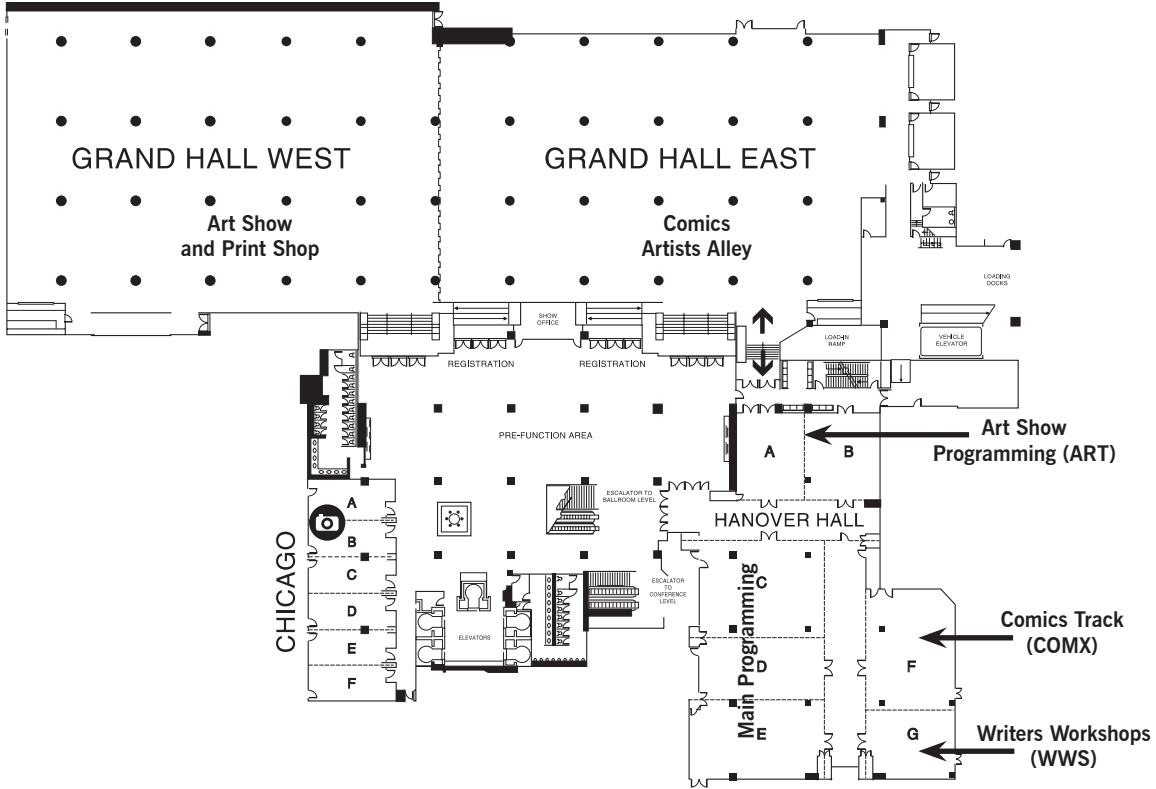 GRAND HALL WEST
GRAND HALL EAST
Art Show
and Print Shop
Comics
Artists Alley
LOADING
DOCKS
SHOW
OFFICE
LOAD-IN
RAMP
VEHICLE
ELEVATOR
REGISTRATION
REGISTRATION
PRE-FUNCTION AREA
A
B
Art Show
Programming (ART)
ESCALATOR TO
BALLROOM LEVEL
HANOVER HALL
CHICAGO
A
B
C
D
E
F
ESCALATOR
TO
CONFERENCE
LEVEL
ELEVATORS
Main Programming
C
D
E
F
G
Comics Track
(COMX)
Writers Workshops
(WWS)